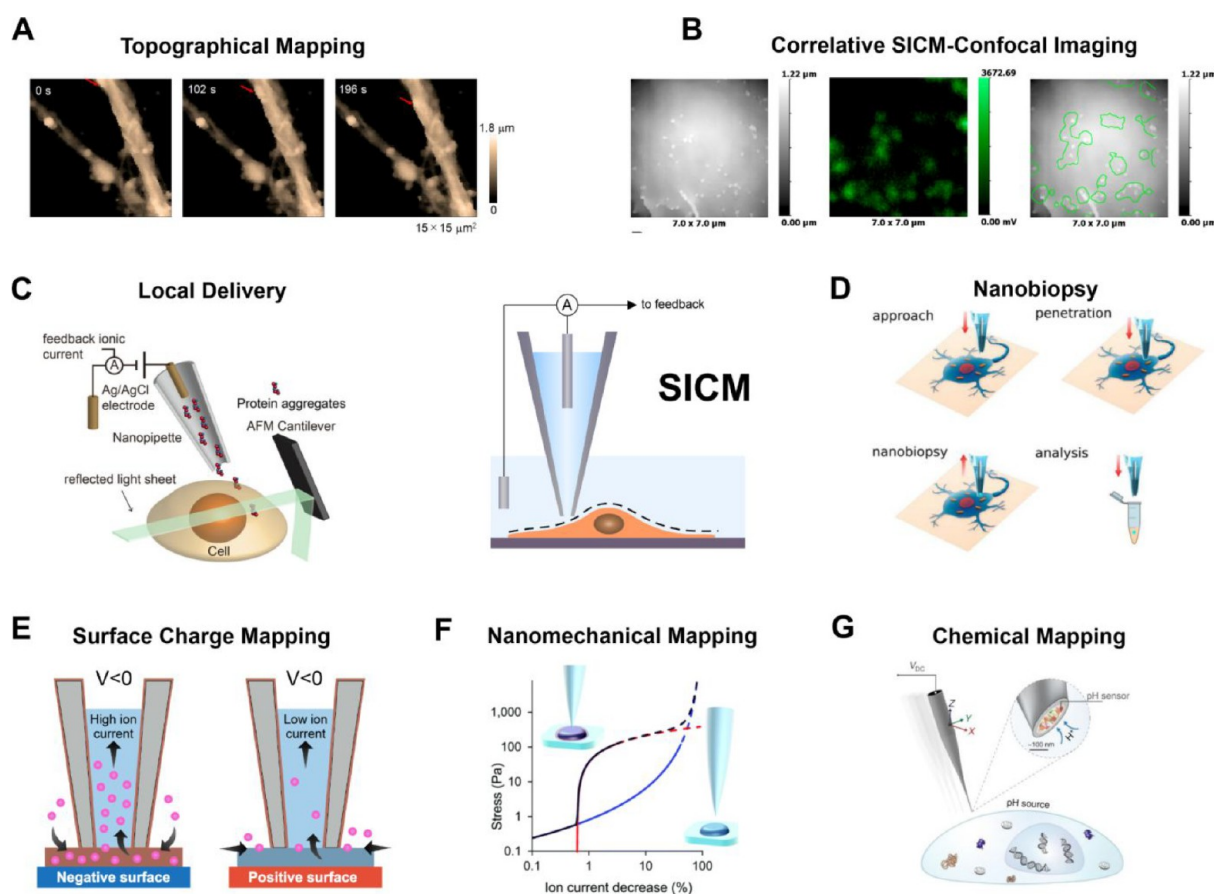 A
Topographical Mapping
0 s
102 s
196 s
1.8 μm
0
15 × 15 μm²
B
Correlative SICM-Confocal Imaging
1.22 μm
3672.69
1.22 μm
0.00 μm
0.00 mV
0.00 μm
7.0 x 7.0 μm
7.0 x 7.0 μm
7.0 x 7.0 μm
C
Local Delivery
feedback ionic
current
A
Ag/AgCl
electrode
Nanopipette
Protein aggregates
AFM Cantilever
reflected light sheet
Cell
A
to feedback
SICM
D
Nanobiopsy
approach
penetration
nanobiopsy
analysis
E
Surface Charge Mapping
V<0
V<0
High ion
current
Low ion
current
Negative surface
Positive surface
F
Nanomechanical Mapping
Stress (Pa)
1,000
100
10
1
0.1
0.1
1
10
100
Ion current decrease (%)
G
Chemical Mapping
V_DC
Z
Y
X
pH sensor
H⁺
~100 nm
pH source